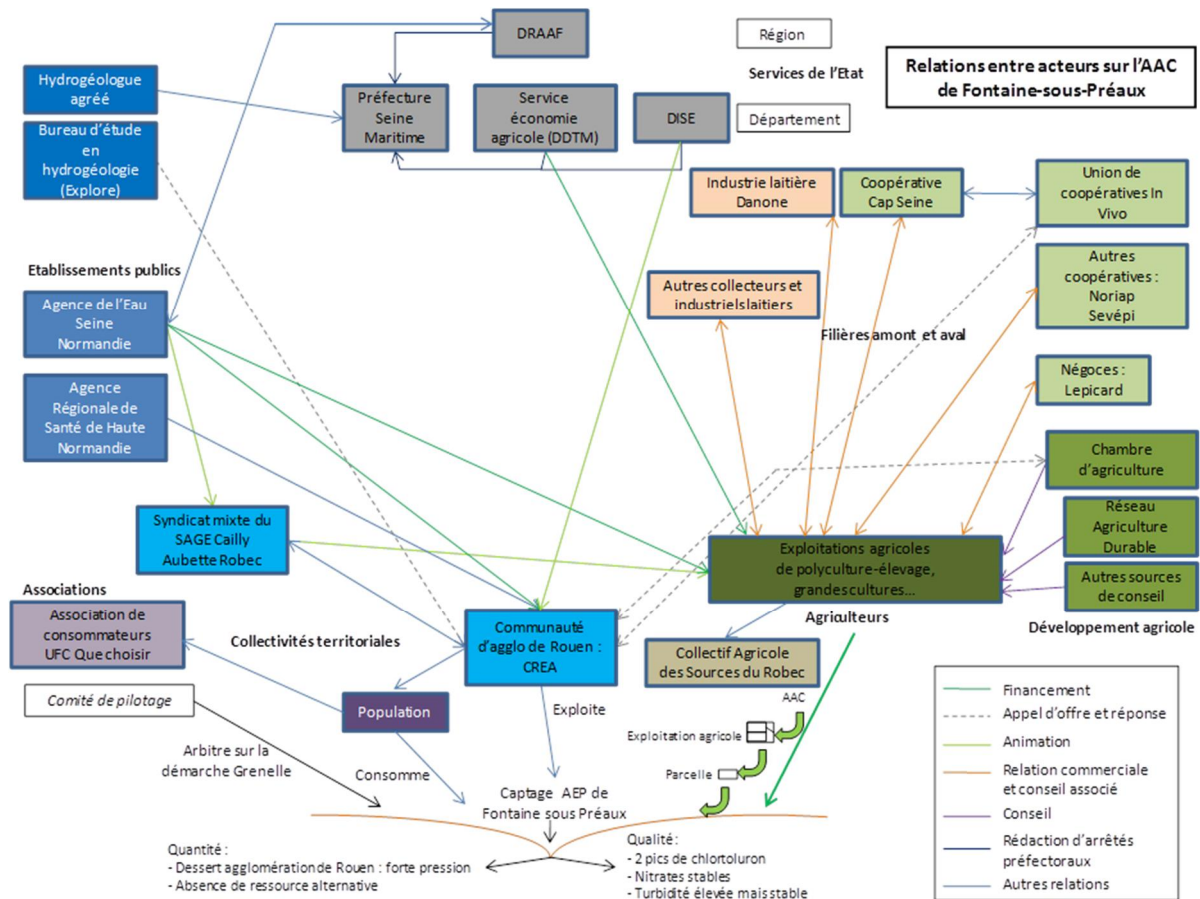 DRAAF
Région
Services de l'Etat
Relations entre acteurs sur l'AAC
de Fontaine-sous-Préaux
Hydrogéologue
agréé
Préfecture
Seine
Maritime
Service
économie
agricole (DDTM)
DISE
Département
Bureau d'étude
en
hydrogéologie
(Explore)
Industrie laitière
Danone
Coopérative
Cap Seine
Union de
coopératives In
Vivo
Etablissements publics
Autres collecteurs et
industriels laitiers
Autres
coopératives :
Noriap
Sevépi
Agence de l'Eau
Seine
Normandie
Filières amont et aval
Négoces :
Lepicard
Agence
Régionale de
Santé de Haute
Normandie
Chambre
d'agriculture
Syndicat mixte du
SAGE Cailly
Aubette Robec
Réseau
Agriculture
Durable
Exploitations agricoles
de polyculture-élevage,
grandes cultures...
Autres sources
de conseil
Associations
Association de
consommateurs
UFC Que choisir
Collectivités territoriales
Communauté
d'agglo de Rouen :
CREA
Agriculteurs
Développement agricole
Collectif Agricole
des Sources du Robec
Comité de pilotage
Population
Exploite
AAC
Exploitation agricole
Parcelle
Arbitre sur la
démarche Grenelle
Consomme
Captage AEP de
Fontaine sous Préaux
Quantité :
- Dessert agglomération de Rouen : forte pression
- Absence de ressource alternative
Qualité :
- 2 pics de chlortoluron
- Nitrates stables
- Turbidité élevée mais stable
Financement
Appel d'offre et réponse
Animation
Relation commerciale
et conseil associé
Conseil
Rédaction d'arrêtés
préfectoraux
Autres relations